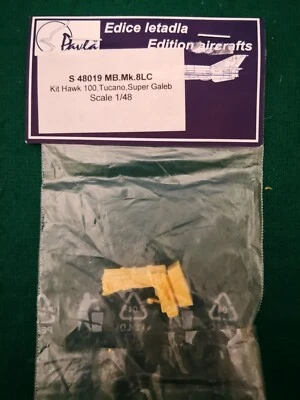 Edice letadla
Pavla
Edition aircrafts
S 48019 MB.Mk.8LC
Kit Hawk 100,Tucano,Super Galeb
Scale 1/48